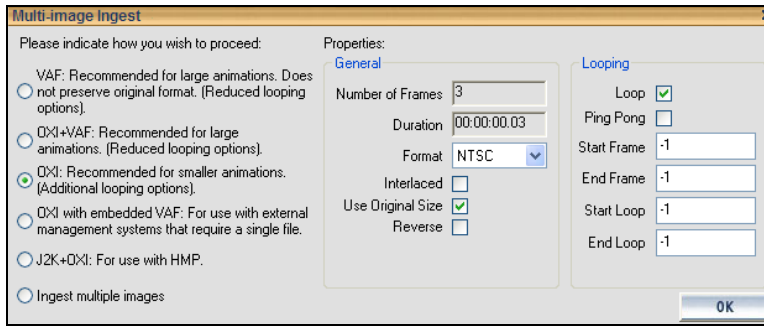 Multi-image Ingest
Please indicate how you wish to proceed:
VAF: Recommended for large animations. Does
not preserve original format. (Reduced looping
options).
OXI+VAF: Recommended for large
animations. (Reduced looping options).
OXI: Recommended for smaller animations.
(Additional looping options).
OXI with embedded VAF: For use with external
management systems that require a single file.
J2K+OXI: For use with HMP.
Ingest multiple images
Properties:
General
Number of Frames 3
Duration 00:00:00.03
Format NTSC
Interlaced
Use Original Size
Reverse
Looping
Loop
Ping Pong
Start Frame -1
End Frame -1
Start Loop -1
End Loop -1
OK